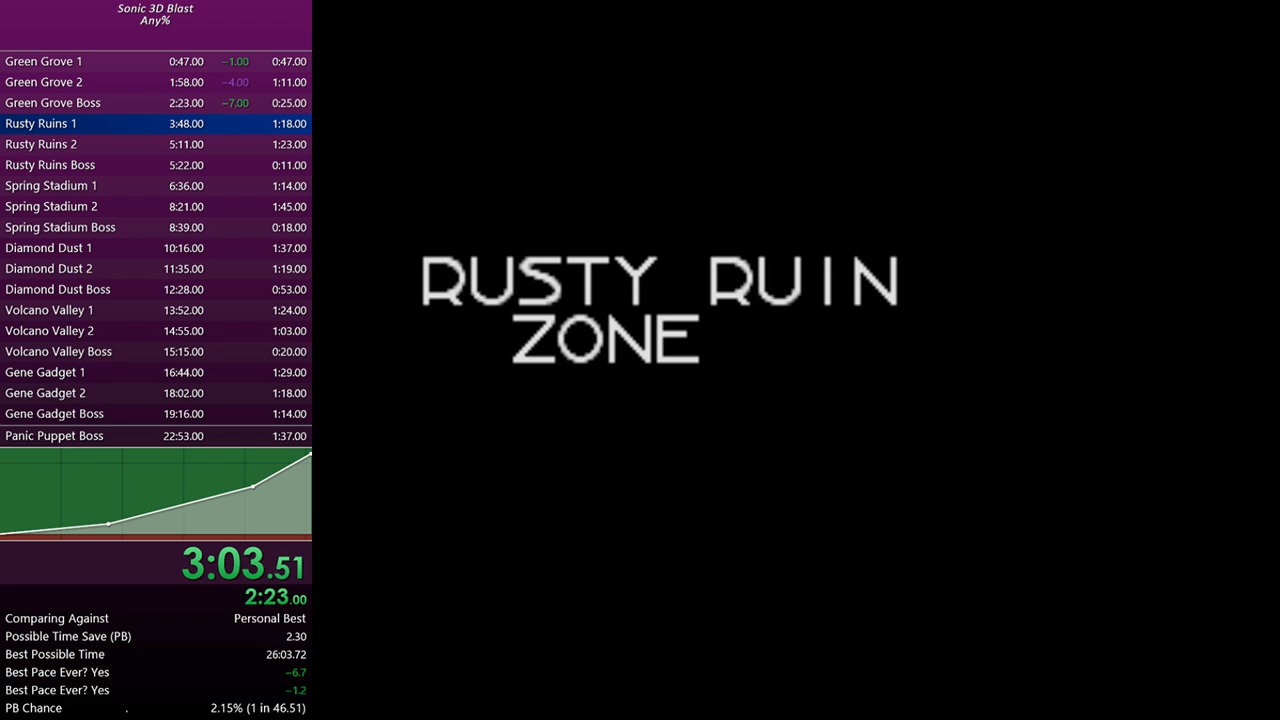 Sonic 3D Blast
Any%
Green Grove 1 0:47.00 −1.00 0:47.00
Green Grove 2 1:58.00 −4.00 1:11.00
Green Grove Boss 2:23.00 −7.00 0:25.00
Rusty Ruins 1 3:48.00 1:18.00
Rusty Ruins 2 5:11.00 1:23.00
Rusty Ruins Boss 5:22.00 0:11.00
Spring Stadium 1 6:36.00 1:14.00
Spring Stadium 2 8:21.00 1:45.00
Spring Stadium Boss 8:39.00 0:18.00
Diamond Dust 1 10:16.00 1:37.00
Diamond Dust 2 11:35.00 1:19.00
Diamond Dust Boss 12:28.00 0:53.00
Volcano Valley 1 13:52.00 1:24.00
Volcano Valley 2 14:55.00 1:03.00
Volcano Valley Boss 15:15.00 0:20.00
Gene Gadget 1 16:44.00 1:29.00
Gene Gadget 2 18:02.00 1:18.00
Gene Gadget Boss 19:16.00 1:14.00
Panic Puppet Boss 22:53.00 1:37.00
3:03.51
2:23.00
Comparing Against Personal Best
Possible Time Save (PB) 2.30
Best Possible Time 26:03.72
Best Pace Ever? Yes −6.7
Best Pace Ever? Yes −1.2
PB Chance . 2.15% (1 in 46.51)
RUSTY RUIN
ZONE